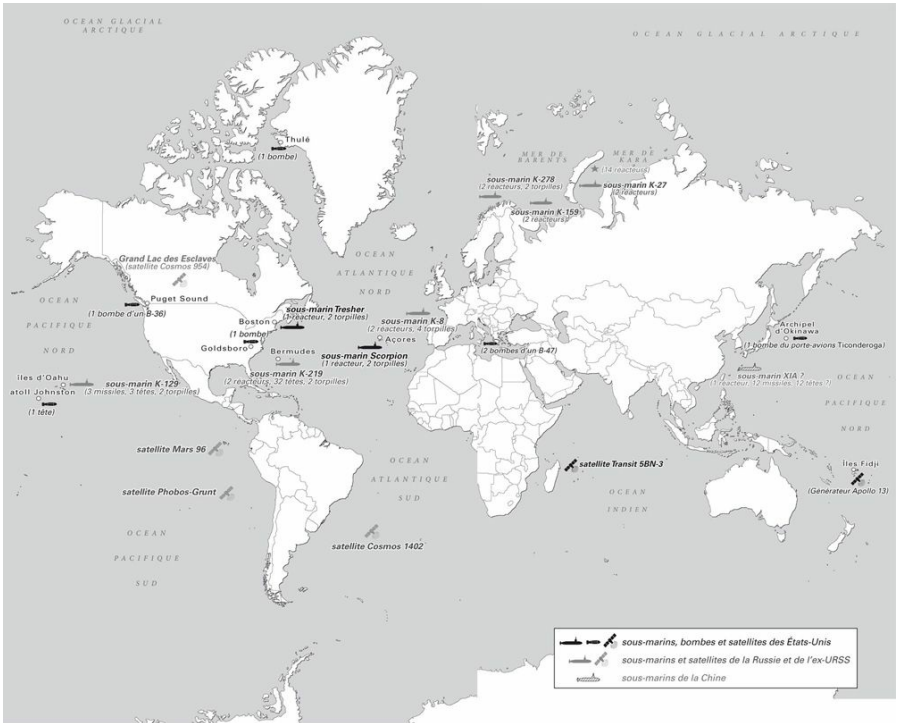 OCEAN GLACIAL
ARCTIQUE
OCEAN GLACIAL ARCTIQUE
Thulé
(1 bombe)
MER DE
BARENTS
MER DE
KARA
(14 réacteurs)
sous-marin K-278
(2 réacteurs, 2 torpilles)
sous-marin K-27
(2 réacteurs)
sous-marin K-159
(2 réacteurs)
Grand Lac des Esclaves
(satellite Cosmos 954)
OCEAN
ATLANTIQUE
NORD
OCEAN
PACIFIQUE
NORD
Puget Sound
(1 bombe d'un B-36)
sous-marin Tresher
(1 réacteur, 2 torpilles)
Boston
(1 bombe)
Goldsboro
sous-marin K-8
(2 réacteurs, 4 torpilles)
Açores
sous-marin Scorpion
(1 réacteur, 2 torpilles)
Bermudes
sous-marin K-219
(2 réacteurs, 32 têtes, 2 torpilles)
(2 bombes d'un B-47)
Archipel
d'Okinawa
(1 bombe du porte-avions Ticonderoga)
sous-marin XIA ?
(1 réacteur 12 missiles 12 têtes ?)
OCEAN
PACIFIQUE
NORD
îles d'Oahu
sous-marin K-129
(3 missiles, 3 têtes, 2 torpilles)
atoll Johnston
(1 tête)
satellite Mars 96
satellite Phobos-Grunt
OCEAN
ATLANTIQUE
SUD
satellite Transit 5BN-3
OCEAN
INDIEN
Îles Fidji
(Générateur Apollo 13)
satellite Cosmos 1402
OCEAN
PACIFIQUE
SUD
sous-marins, bombes et satellites des États-Unis
sous-marins et satellites de la Russie et de l'ex-URSS
sous-marins de la Chine